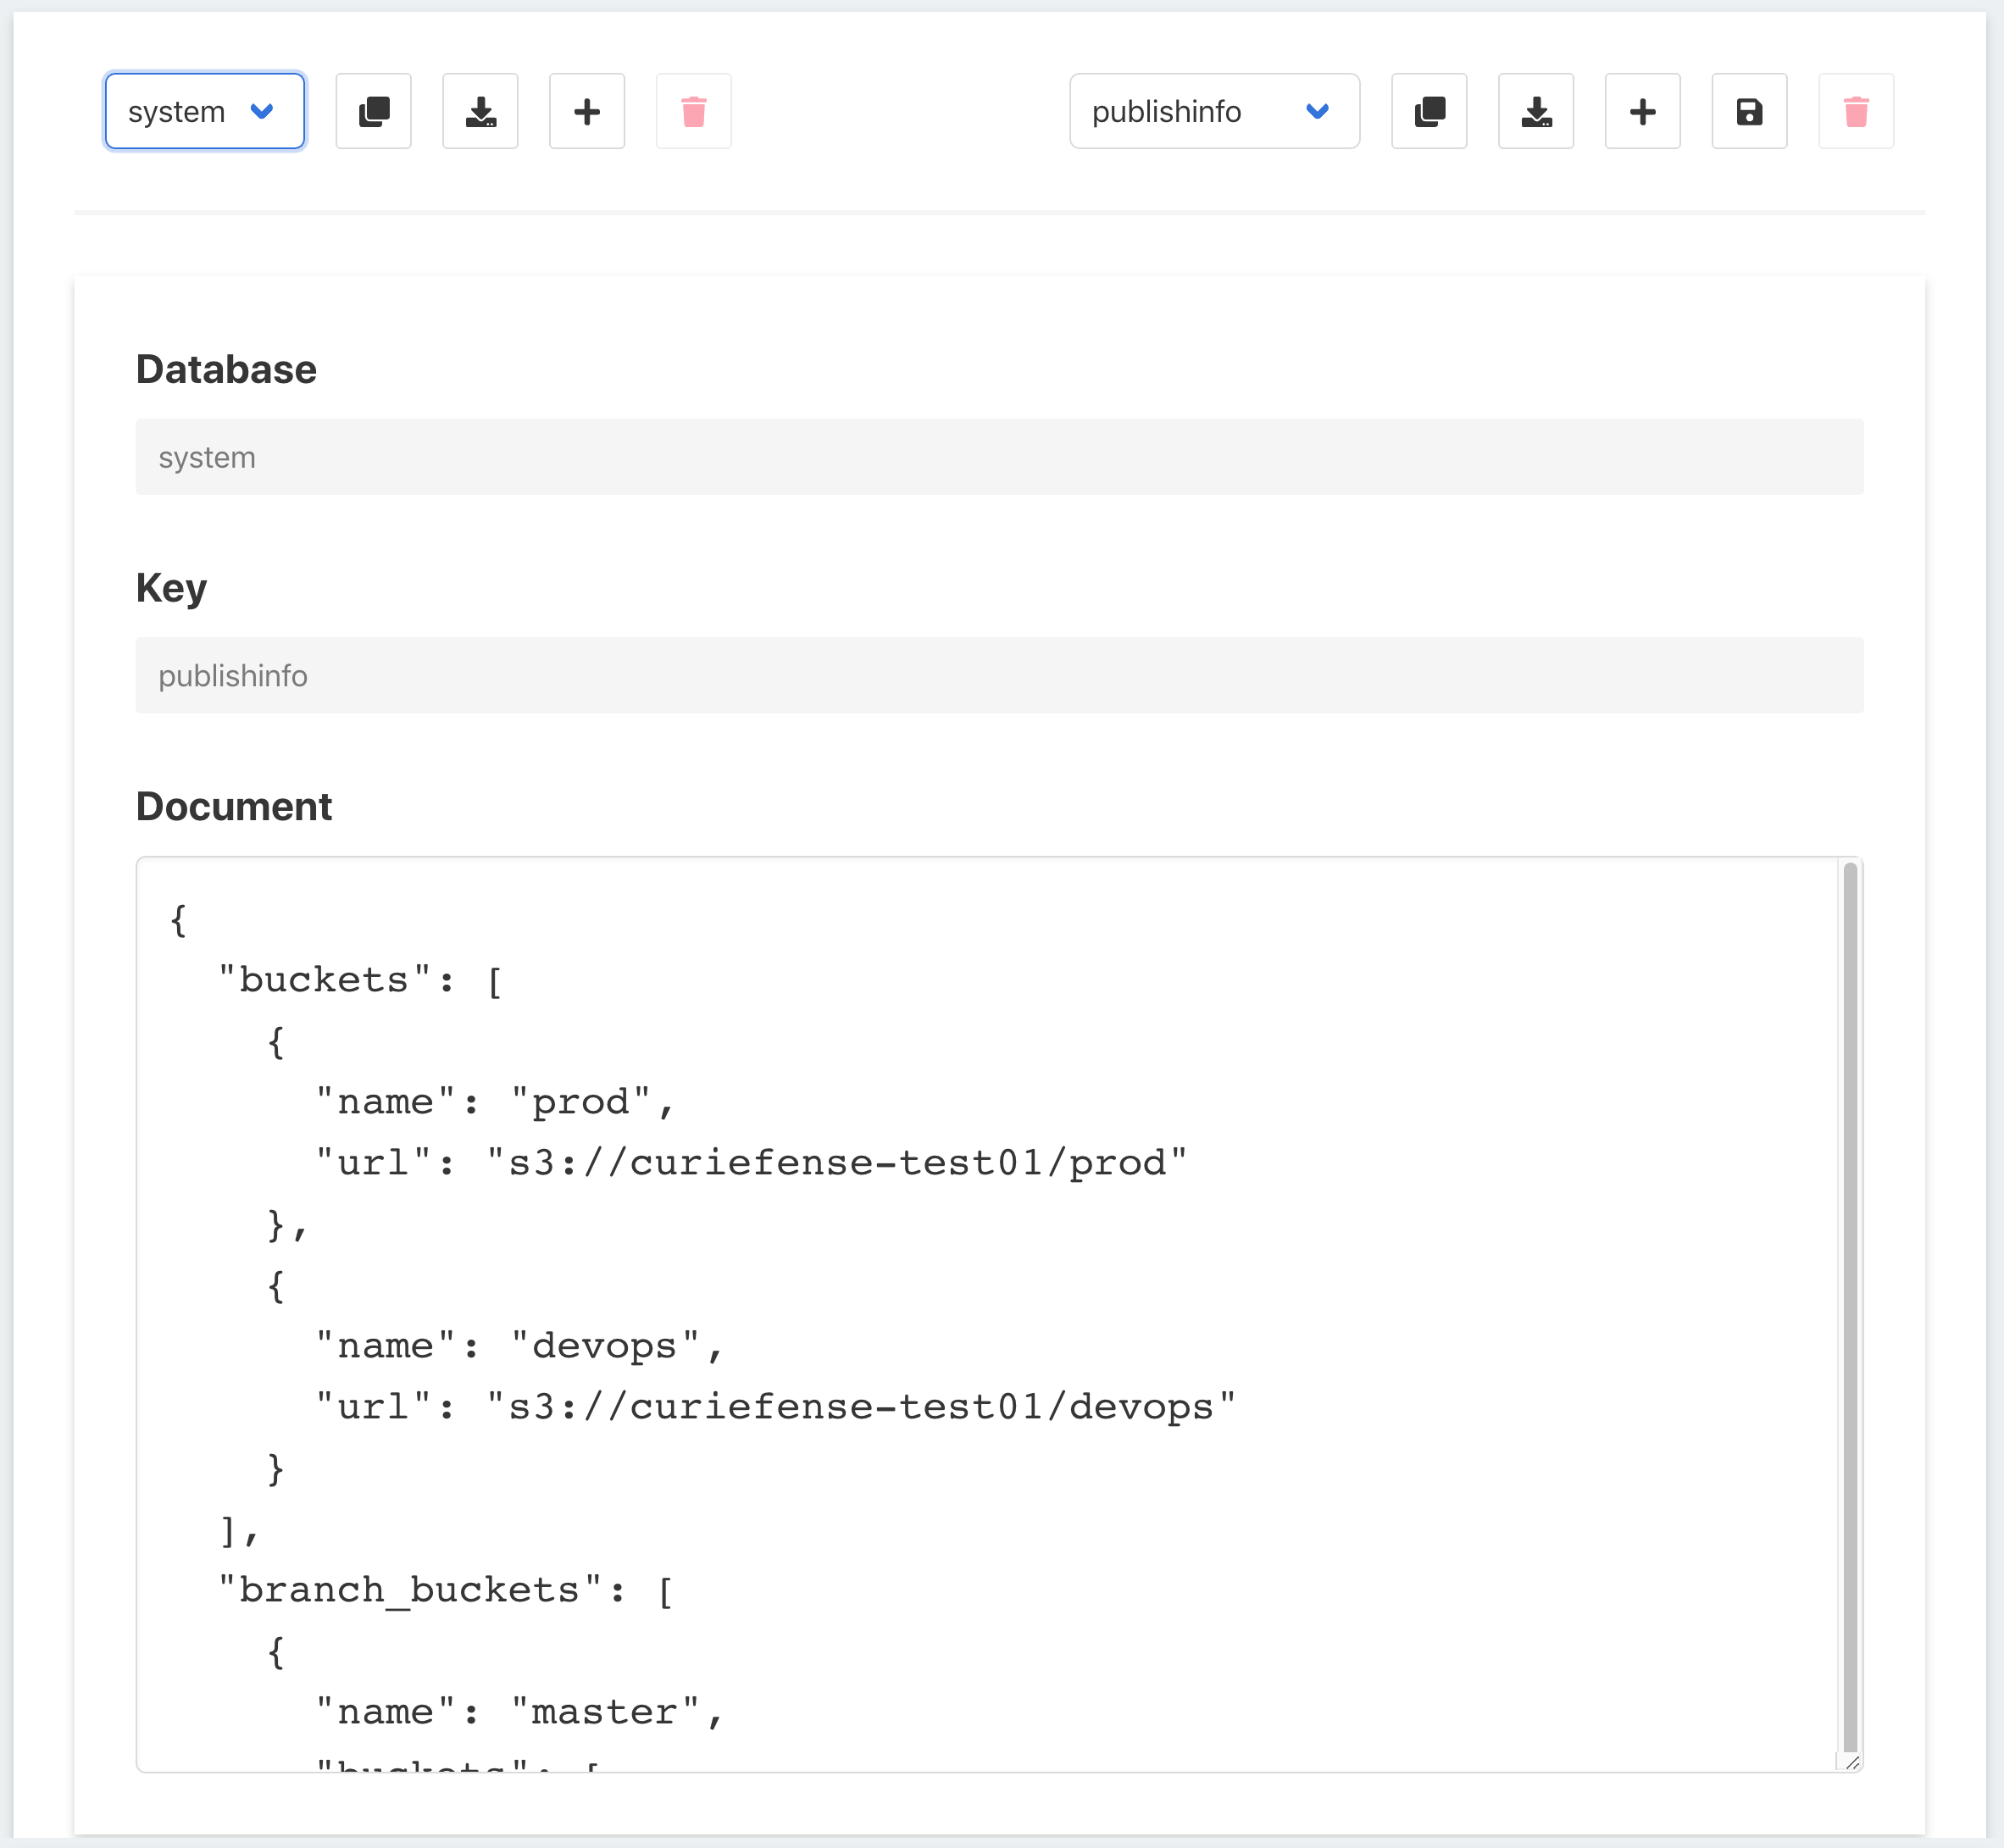 system
publishinfo
Database
system
Key
publishinfo
Document
{
  "buckets": [
    {
      "name": "prod",
      "url": "s3://curiefense-test01/prod"
    },
    {
      "name": "devops",
      "url": "s3://curiefense-test01/devops"
    }
  ],
  "branch_buckets": [
    {
      "name": "master",
      "buckets": [